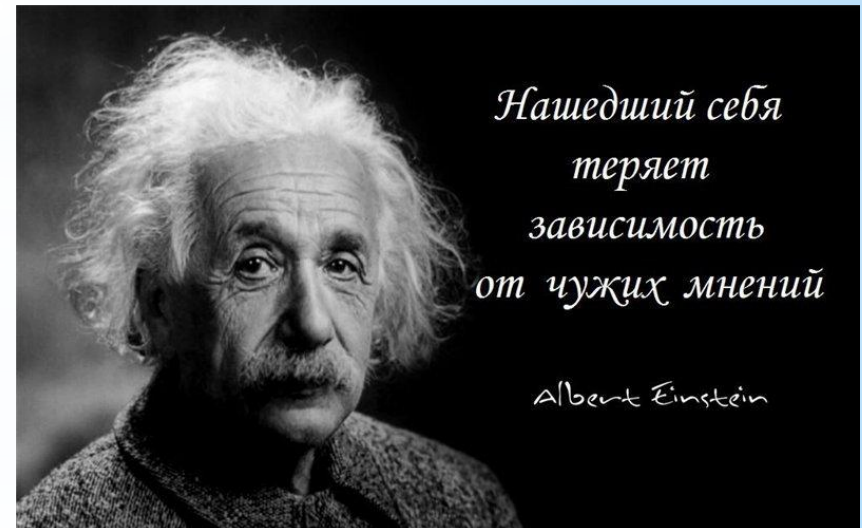 Нашедший себя
теряет
зависимость
от чужих мнений
Albert Einstein